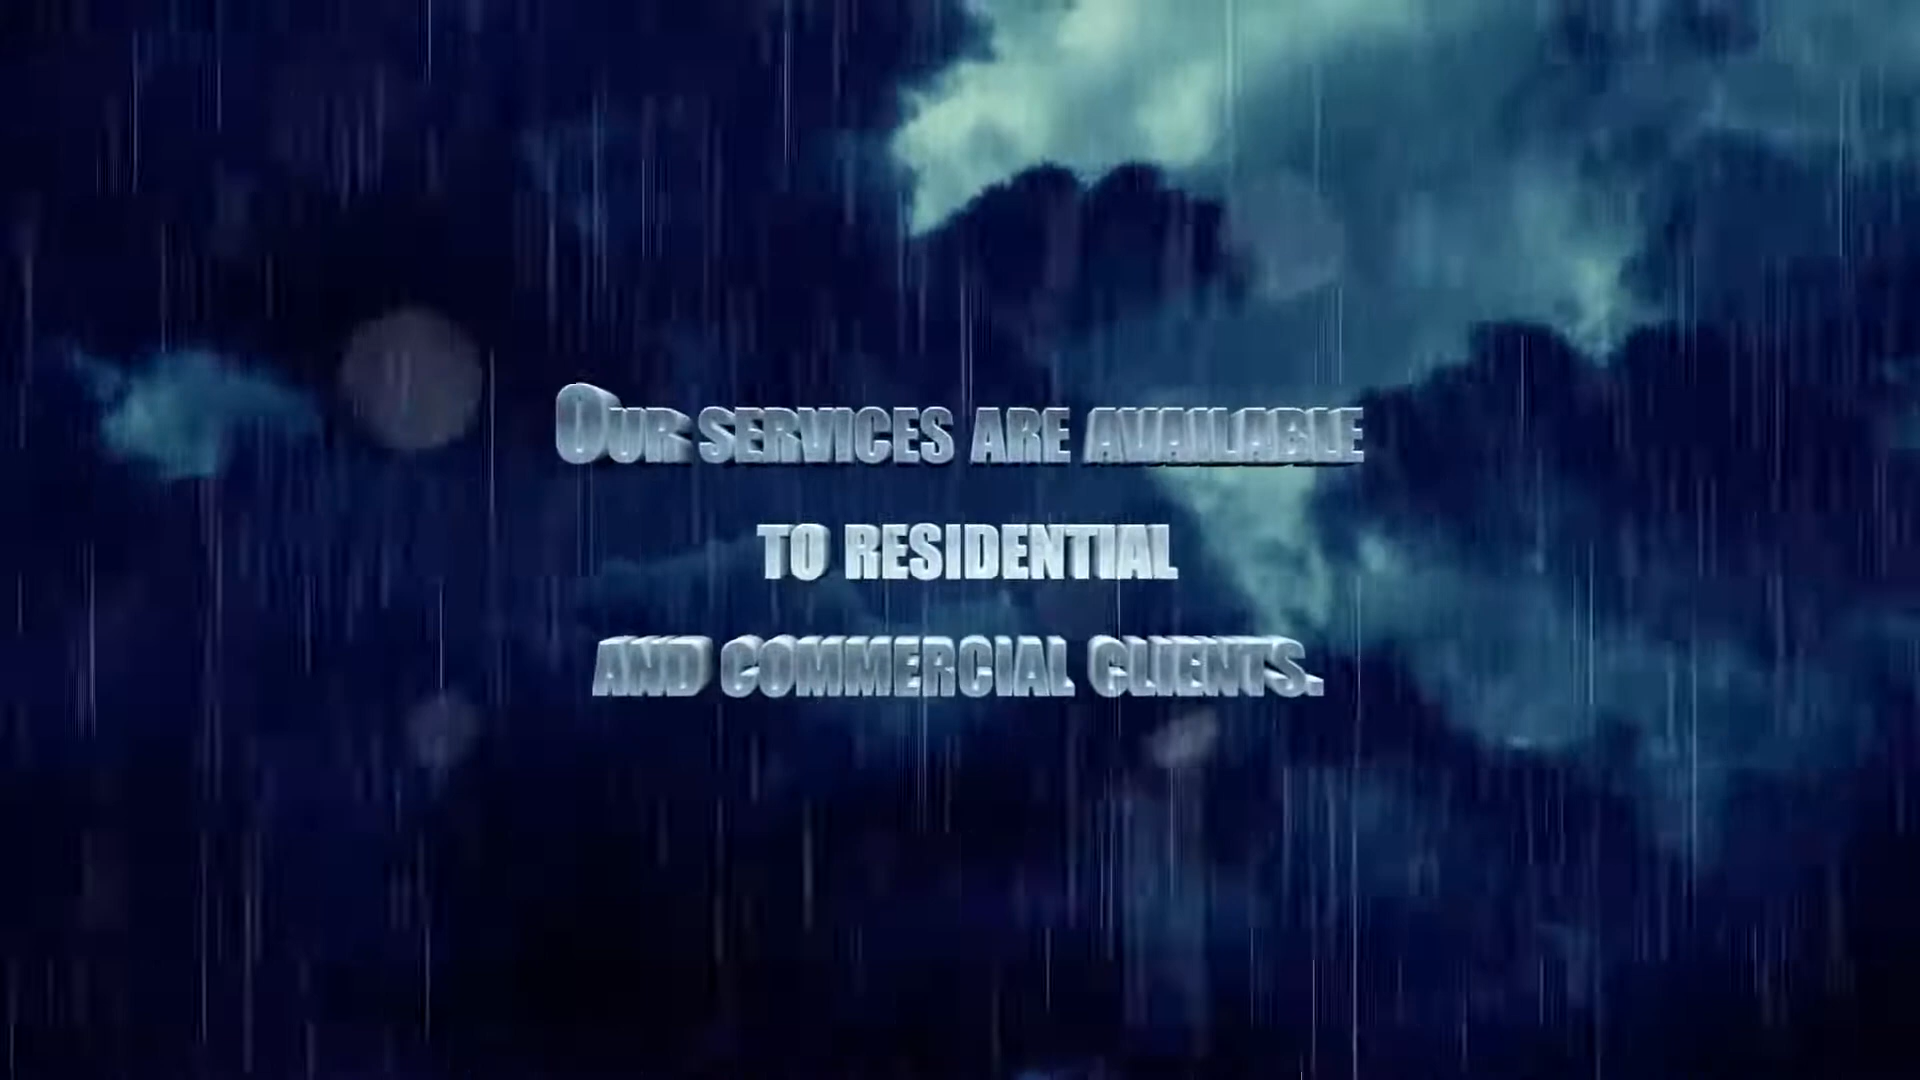 Our services are available
to residential
and commercial clients.